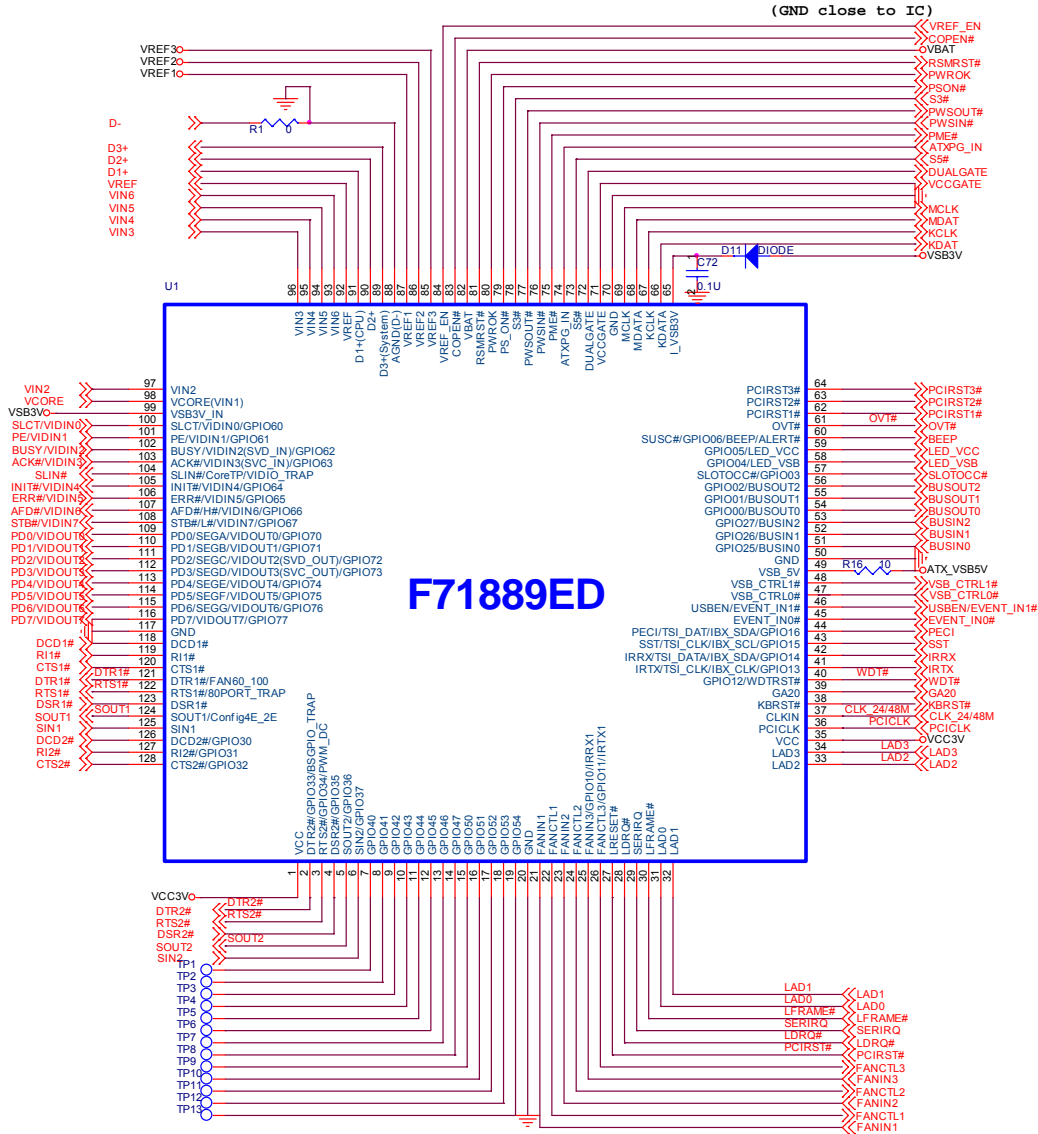 (GND close to IC)
VREF_EN
COPEN#
VREF3
VBAT
VREF2
RSMRST#
VREF1
PWROK
PSON#
S3#
PWSOUT#
D-
R1
0
PWSIN#
PME#
D3+
ATXPG_IN
D2+
S5#
D1+
DUALGATE
VREF
VCCGATE
VIN6
VIN5
MCLK
VIN4
MDAT
VIN3
KCLK
KDAT
D11
DIODE
VSB3V
C72
0.1U
1
2
U1
96
95
94
93
92
91
90
89
88
87
86
85
84
83
82
81
80
79
78
77
76
75
74
73
72
71
70
69
68
67
66
65
VIN3
VIN4
VIN5
VIN6
VREF
D1+(CPU)
D2+
D3+(System)
AGND(D-)
VREF1
VREF2
VREF3
VREF_EN
COPEN#
VBAT
RSMRST#
PWROK
PS_ON#
S3#
PWSOUT#
PWSIN#
PME#
ATXPG_IN
S5#
DUALGATE
VCCGATE
GND
MCLK
MDATA
KCLK
KDATA
I_VSB3V
VIN2 97 VIN2
VCORE 98 VCORE(VIN1)
VSB3V 99 VSB3V_IN
SLCT/VIDIN0 100 SLCT/VIDIN0/GPIO60
PE/VIDIN1 101 PE/VIDIN1/GPIO61
BUSY/VIDIN2 102 BUSY/VIDIN2(SVD_IN)/GPIO62
ACK#/VIDIN3 103 ACK#/VIDIN3(SVC_IN)/GPIO63
SLIN# 104 SLIN#/CoreTP/VIDIO_TRAP
INIT#/VIDIN4 105 INIT#/VIDIN4/GPIO64
ERR#/VIDIN5 106 ERR#/VIDIN5/GPIO65
AFD#/VIDIN6 107 AFD#/H#/VIDIN6/GPIO66
STB#/VIDIN7 108 STB#/L#/VIDIN7/GPIO67
PD0/VIDOUT0 109 PD0/SEGA/VIDOUT0/GPIO70
PD1/VIDOUT1 110 PD1/SEGB/VIDOUT1/GPIO71
PD2/VIDOUT2 111 PD2/SEGC/VIDOUT2(SVD_OUT)/GPIO72
PD3/VIDOUT3 112 PD3/SEGD/VIDOUT3(SVC_OUT)/GPIO73
PD4/VIDOUT4 113 PD4/SEGE/VIDOUT4/GPIO74
PD5/VIDOUT5 114 PD5/SEGF/VIDOUT5/GPIO75
PD6/VIDOUT6 115 PD6/SEGG/VIDOUT6/GPIO76
PD7/VIDOUT7 116 PD7/VIDOUT7/GPIO77
117 GND
DCD1# 118 DCD1#
RI1# 119 RI1#
CTS1# 120 CTS1#
DTR1# DTR1# 121 DTR1#/FAN60_100
RTS1# RTS1# 122 RTS1#/80PORT_TRAP
DSR1# 123 DSR1#
SOUT1 SOUT1 124 SOUT1/Config4E_2E
SIN1 125 SIN1
DCD2# 126 DCD2#/GPIO30
RI2# 127 RI2#/GPIO31
CTS2# 128 CTS2#/GPIO32
F71889ED
PCIRST3# 64 PCIRST3#
PCIRST2# 63 PCIRST2#
PCIRST1# 62 PCIRST1#
OVT# 61 OVT# OVT#
SUSC#/GPIO06/BEEP/ALERT# 60 BEEP
GPIO05/LED_VCC 59 LED_VCC
GPIO04/LED_VSB 58 LED_VSB
SLOTOCC#/GPIO03 57 SLOTOCC#
GPIO02/BUSOUT2 56 BUSOUT2
GPIO01/BUSOUT1 55 BUSOUT1
GPIO00/BUSOUT0 54 BUSOUT0
GPIO27/BUSIN2 53 BUSIN2
GPIO26/BUSIN1 52 BUSIN1
GPIO25/BUSIN0 51 BUSIN0
GND 50
VSB_5V 49 R16 10 ATX_VSB5V
VSB_CTRL1# 48 VSB_CTRL1#
VSB_CTRL0# 47 VSB_CTRL0#
USBEN/EVENT_IN1# 46 USBEN/EVENT_IN1#
EVENT_IN0# 45 EVENT_IN0#
PECI/TSI_DAT/IBX_SDA/GPIO16 44 PECI
SST/TSI_CLK/IBX_SCL/GPIO15 43 SST
IRRX/TSI_DATA/IBX_SDA/GPIO14 42 IRRX
IRTX/TSI_CLK/IBX_CLK/GPIO13 41 IRTX
GPIO12/WDTRST# 40 WDT# WDT#
GA20 39 GA20
KBRST# 38 KBRST#
CLKIN 37 CLK_24/48M CLK_24/48M
PCICLK 36 PCICLK PCICLK
VCC 35 VCC3V
LAD3 34 LAD3 LAD3
LAD2 33 LAD2 LAD2
VCC
DTR2#/GPIO33/BSGPIO_TRAP
RTS2#/GPIO34/PWM_DC
DSR2#/GPIO35
SOUT2/GPIO36
SIN2/GPIO37
GPIO40
GPIO41
GPIO42
GPIO43
GPIO44
GPIO45
GPIO46
GPIO47
GPIO50
GPIO51
GPIO52
GPIO53
GPIO54
GND
FANIN1
FANCTL1
FANIN2
FANCTL2
FANIN3/GPIO10/IRRX1
FANCTL3/GPIO11/IRTX1
LRESET#
LDRQ#
SERIRQ
LFRAME#
LAD0
LAD1
1
2
3
4
5
6
7
8
9
10
11
12
13
14
15
16
17
18
19
20
21
22
23
24
25
26
27
28
29
30
31
32
VCC3V
DTR2# DTR2#
RTS2# RTS2#
DSR2#
SOUT2 SOUT2
SIN2
TP1
TP2
TP3
TP4
TP5
TP6
TP7
TP8
TP9
TP10
TP11
TP12
TP13
LAD1 LAD1
LAD0 LAD0
LFRAME# LFRAME#
SERIRQ SERIRQ
LDRQ# LDRQ#
PCIRST# PCIRST#
FANCTL3
FANIN3
FANCTL2
FANIN2
FANCTL1
FANIN1